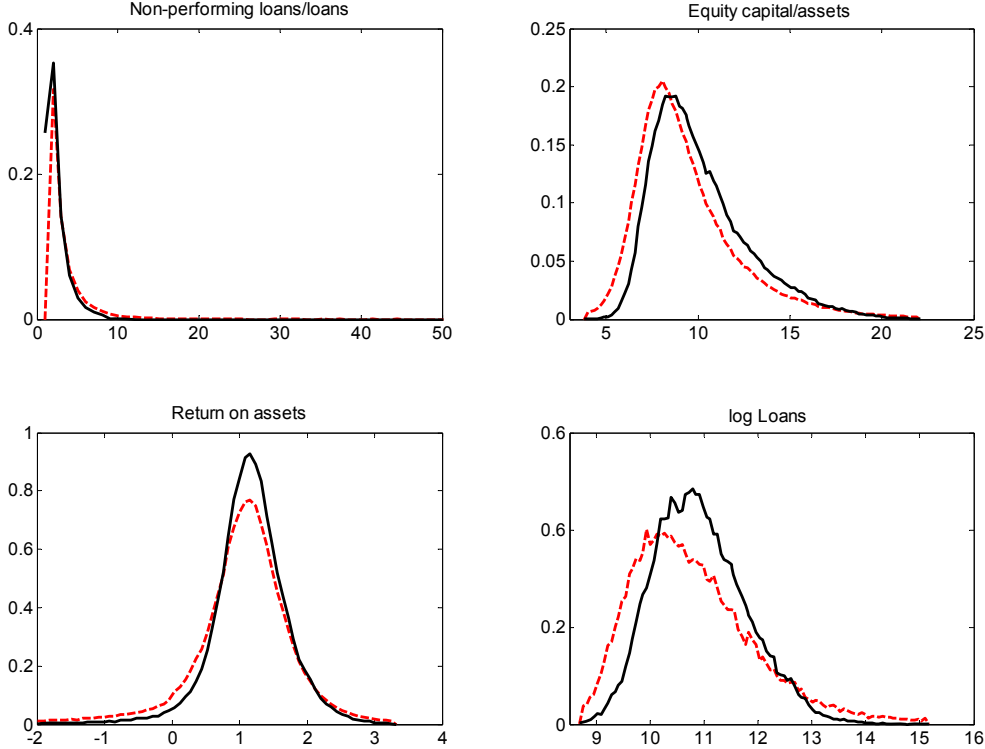 Non-performing loans/loans
0.4
0.2
0
0 10 20 30 40 50
Equity capital/assets
0.25
0.2
0.15
0.1
0.05
0
5 10 15 20 25
Return on assets
1
0.8
0.6
0.4
0.2
0
-2 -1 0 1 2 3 4
log Loans
0.6
0.4
0.2
0
9 10 11 12 13 14 15 16